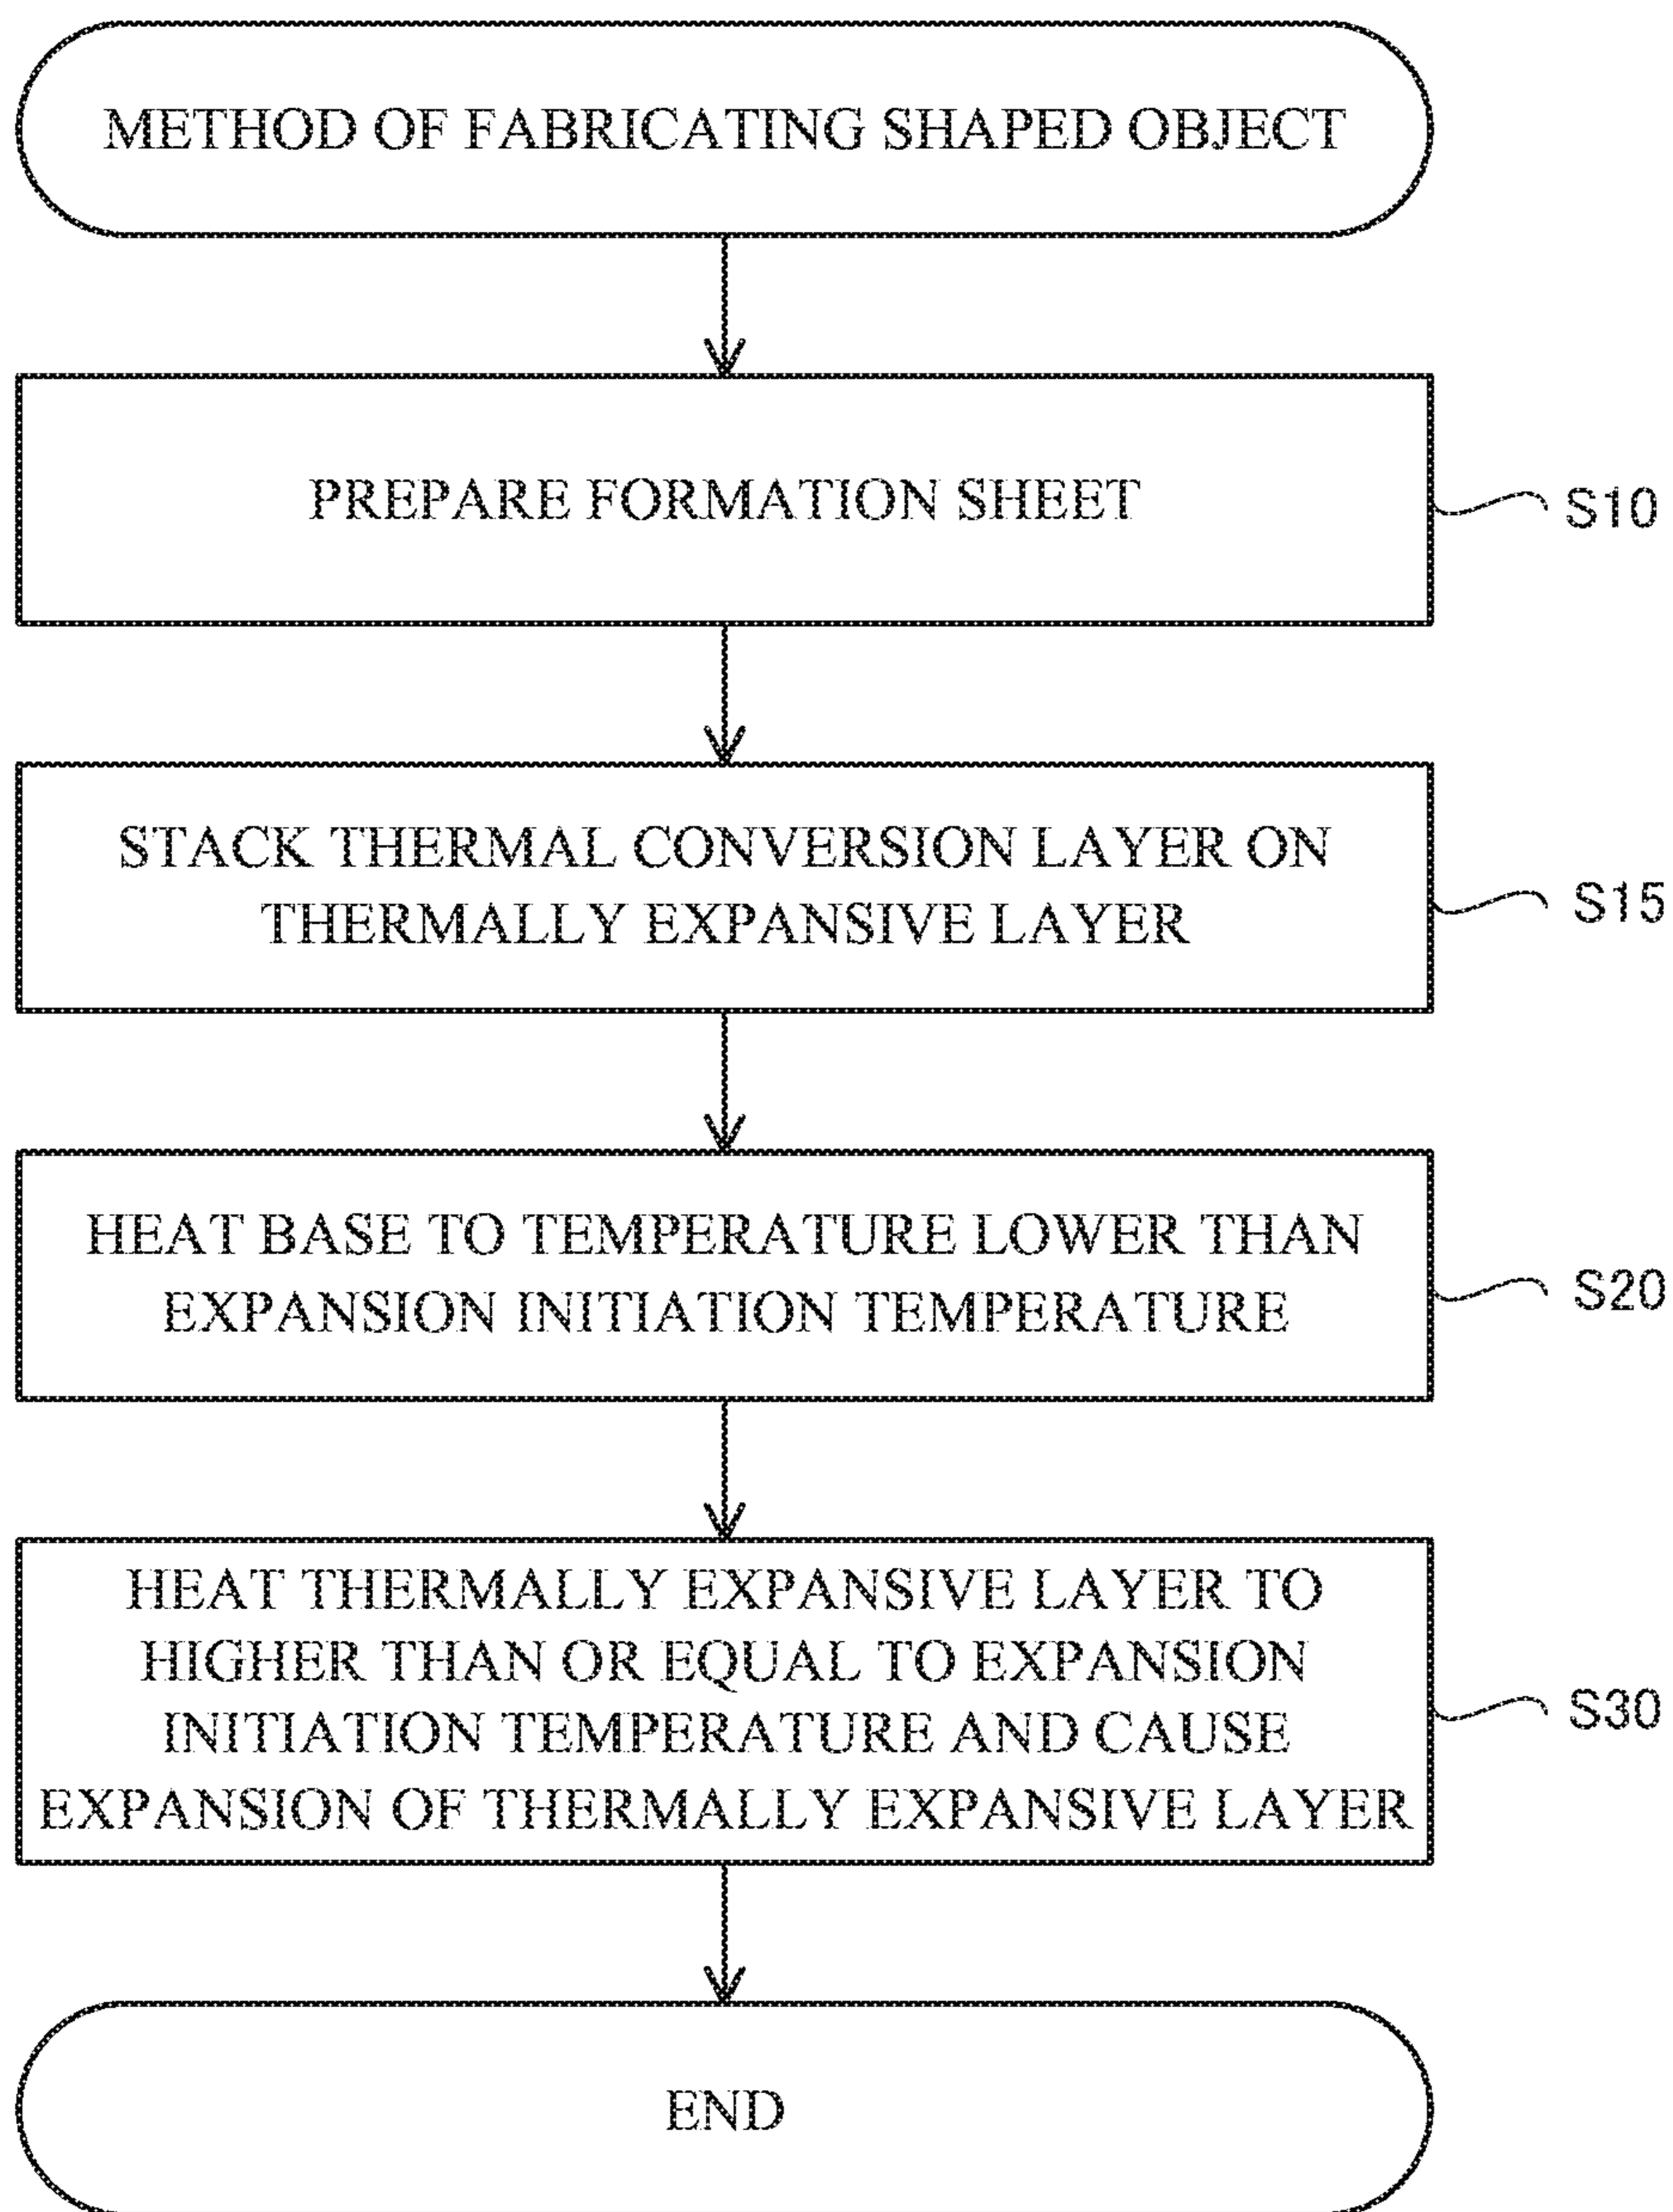 METHOD OF FABRICATING SHAPED OBJECT
PREPARE FORMATION SHEET
S10
STACK THERMAL CONVERSION LAYER ON
THERMALLY EXPANSIVE LAYER
S15
HEAT BASE TO TEMPERATURE LOWER THAN
EXPANSION INITIATION TEMPERATURE
S20
HEAT THERMALLY EXPANSIVE LAYER TO
HIGHER THAN OR EQUAL TO EXPANSION
INITIATION TEMPERATURE AND CAUSE
EXPANSION OF THERMALLY EXPANSIVE LAYER
S30
END